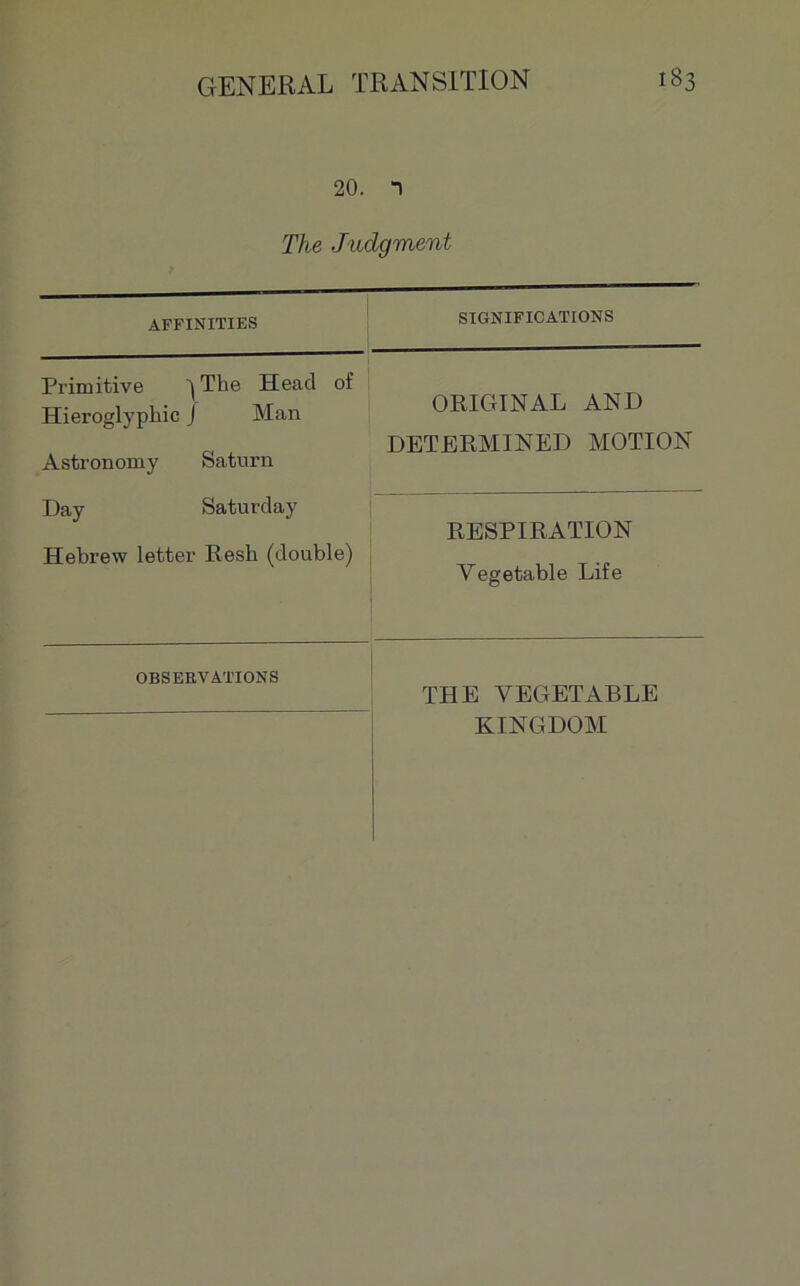 GENERAL TRANSITION 183
20. ר
The Judgment
AFFINITIES
Primitive } The Head of
Hieroglyphic } Man
Astronomy Saturn
Day Saturday
Hebrew letter Resh (double)
OBSERVATIONS
SIGNIFICATIONS
ORIGINAL AND
DETERMINED MOTION
RESPIRATION
Vegetable Life
THE VEGETABLE
KINGDOM